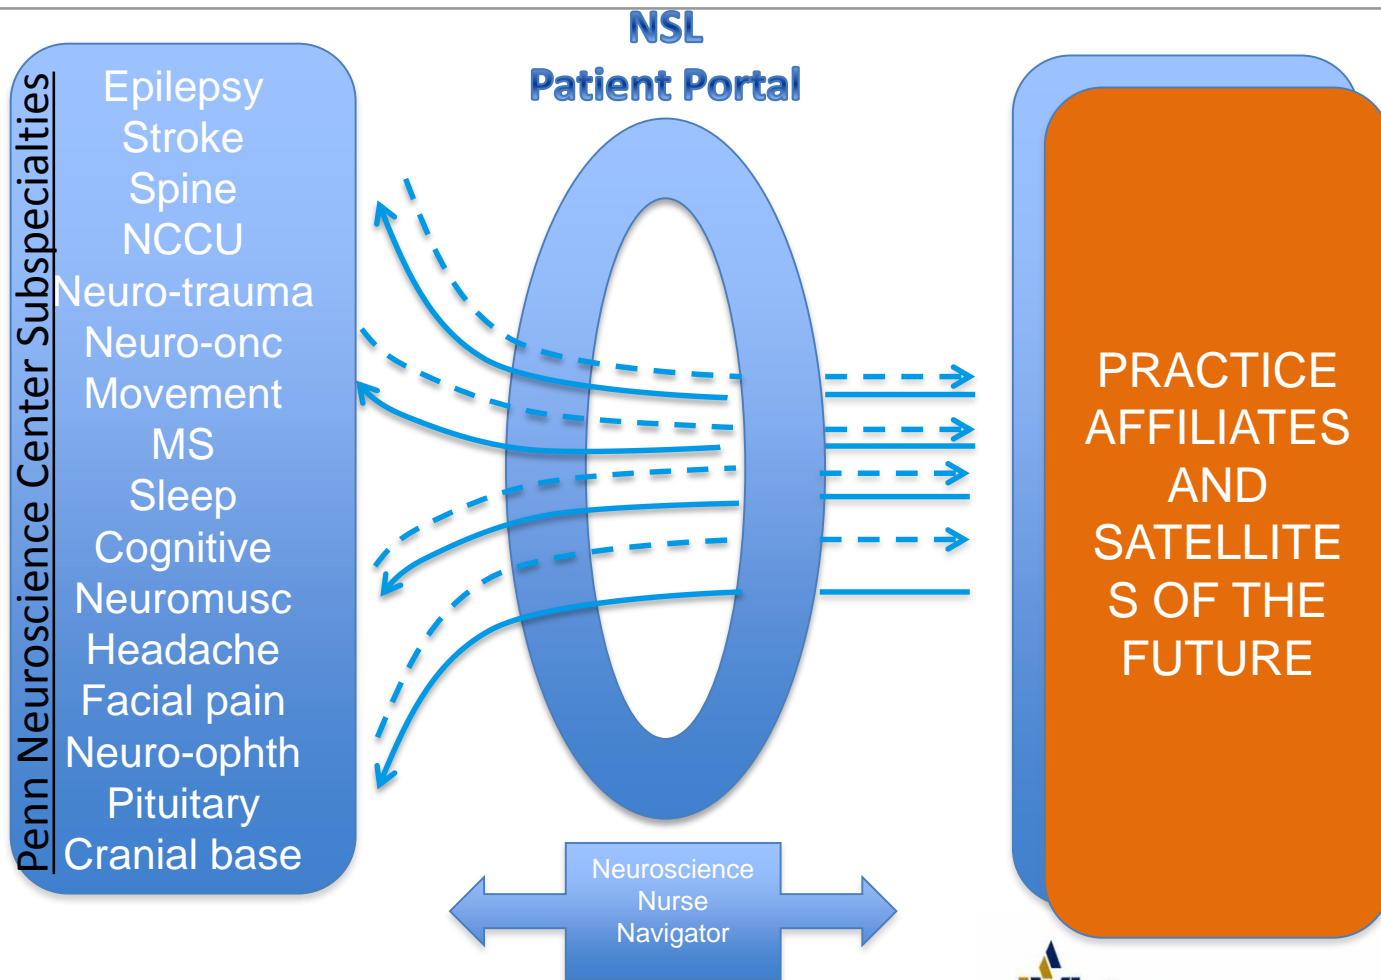 NSL
Patient Portal
Penn Neuroscience Center Subspecialties
Epilepsy
Stroke
Spine
NCCU
Neuro-trauma
Neuro-onc
Movement
MS
Sleep
Cognitive
Neuromusc
Headache
Facial pain
Neuro-ophth
Pituitary
Cranial base
Neuroscience
Nurse
Navigator
PRACTICE
AFFILIATES
AND
SATELLITE
S OF THE
FUTURE